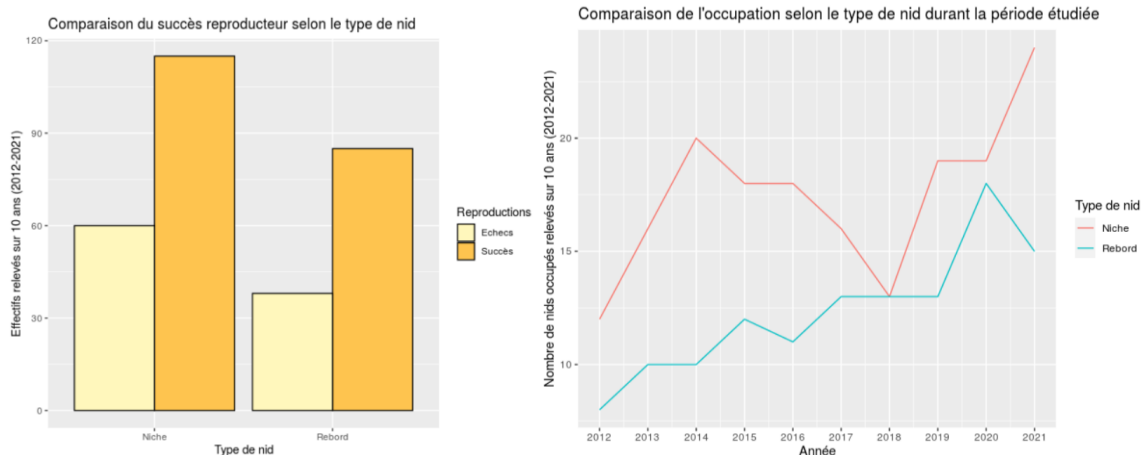 Comparaison du succès reproducteur selon le type de nid
Effectifs relevés sur 10 ans (2012-2021)
120
90
60
30
0
Niche
Rebord
Type de nid
Reproductions
Echecs
Succès
Comparaison de l'occupation selon le type de nid durant la période étudiée
Nombre de nids occupés relevés sur 10 ans (2012-2021)
20
15
10
2012 2013 2014 2015 2016 2017 2018 2019 2020 2021
Année
Type de nid
Niche
Rebord